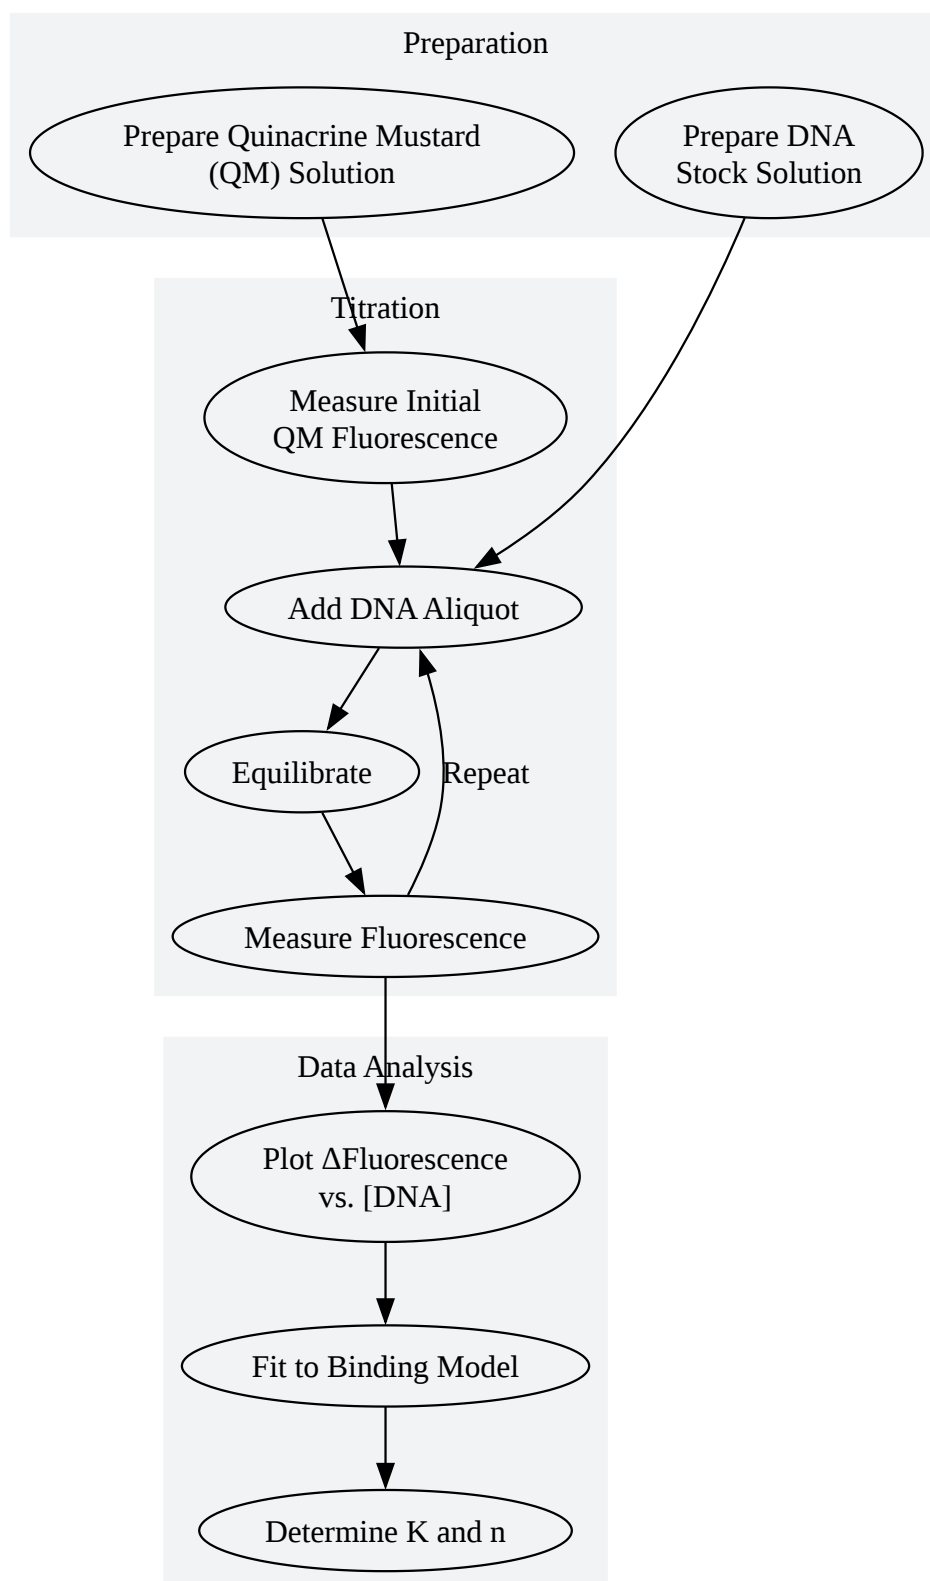 Preparation
Prepare Quinacrine Mustard
(QM) Solution
Prepare DNA
Stock Solution
Titration
Measure Initial
QM Fluorescence
Add DNA Aliquot
Equilibrate
Repeat
Measure Fluorescence
Data Analysis
Plot ΔFluorescence
vs. [DNA]
Fit to Binding Model
Determine K and n